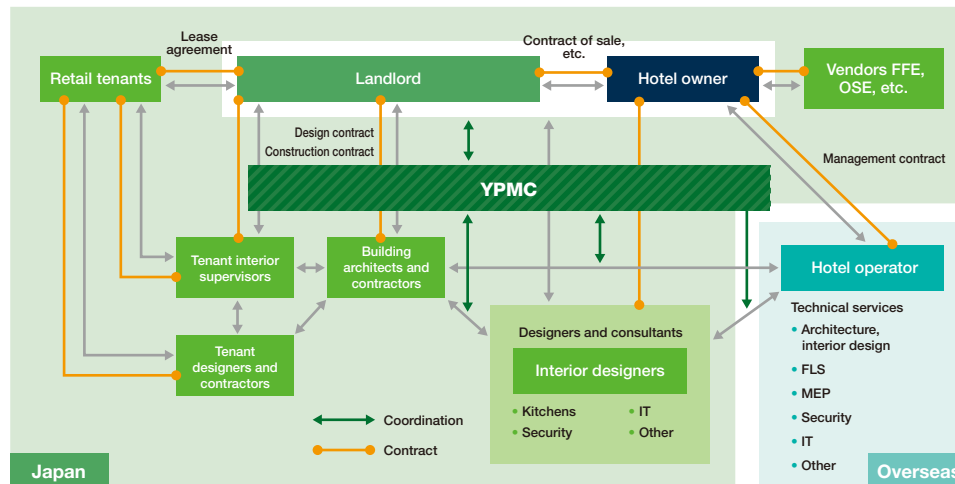 Lease
agreement
Contract of sale,
etc.
Retail tenants
Landlord
Hotel owner
Vendors FFE,
OSE, etc.
Design contract
Construction contract
Management contract
YPMC
Tenant interior
supervisors
Building
architects and
contractors
Hotel operator
Technical services
• Architecture,
interior design
• FLS
• MEP
• Security
• IT
• Other
Designers and consultants
Interior designers
• Kitchens
• IT
• Security
• Other
Tenant
designers and
contractors
Coordination
Contract
Japan
Overseas